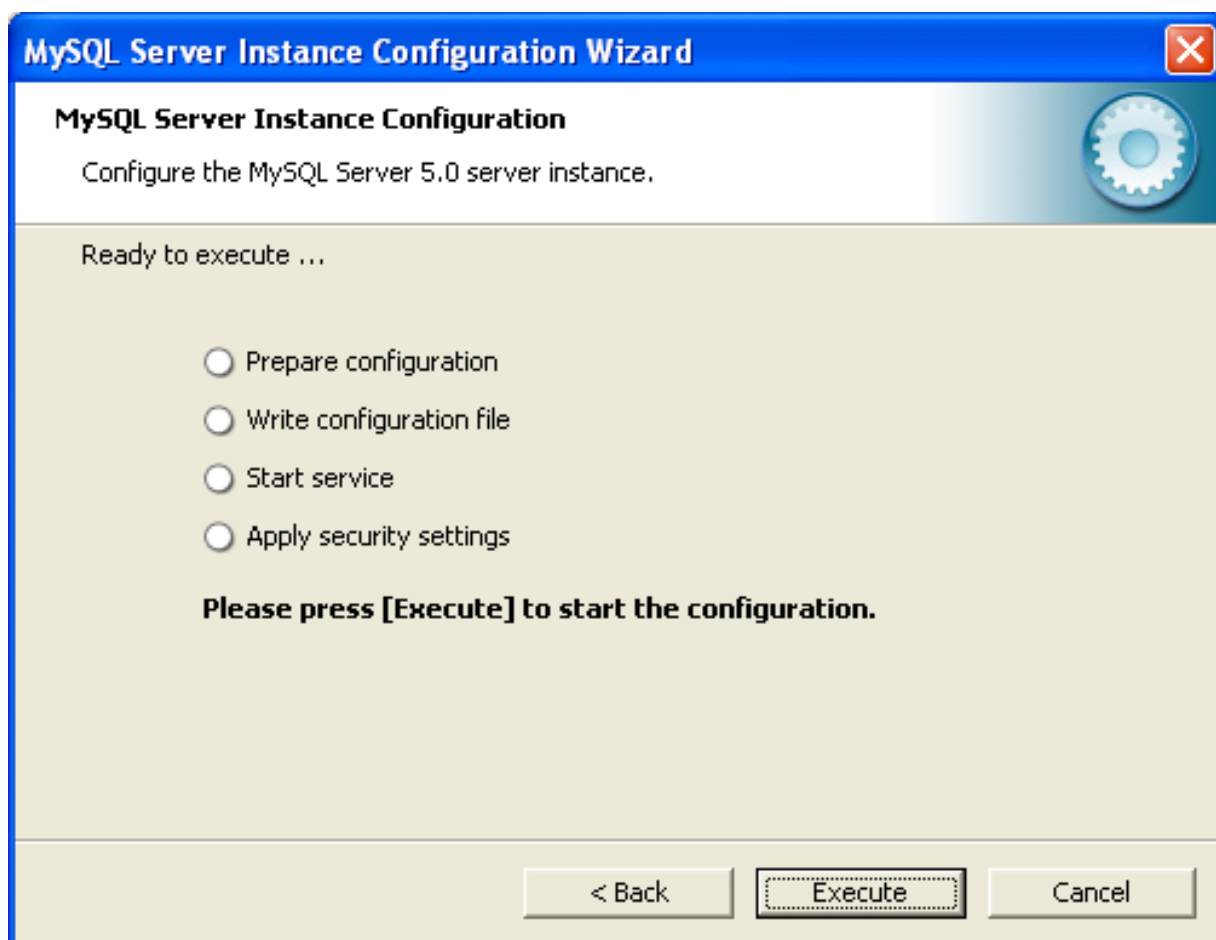 MySQL Server Instance Configuration Wizard
MySQL Server Instance Configuration
Configure the MySQL Server 5.0 server instance.
Ready to execute ...
Prepare configuration
Write configuration file
Start service
Apply security settings
Please press [Execute] to start the configuration.
< Back Execute Cancel